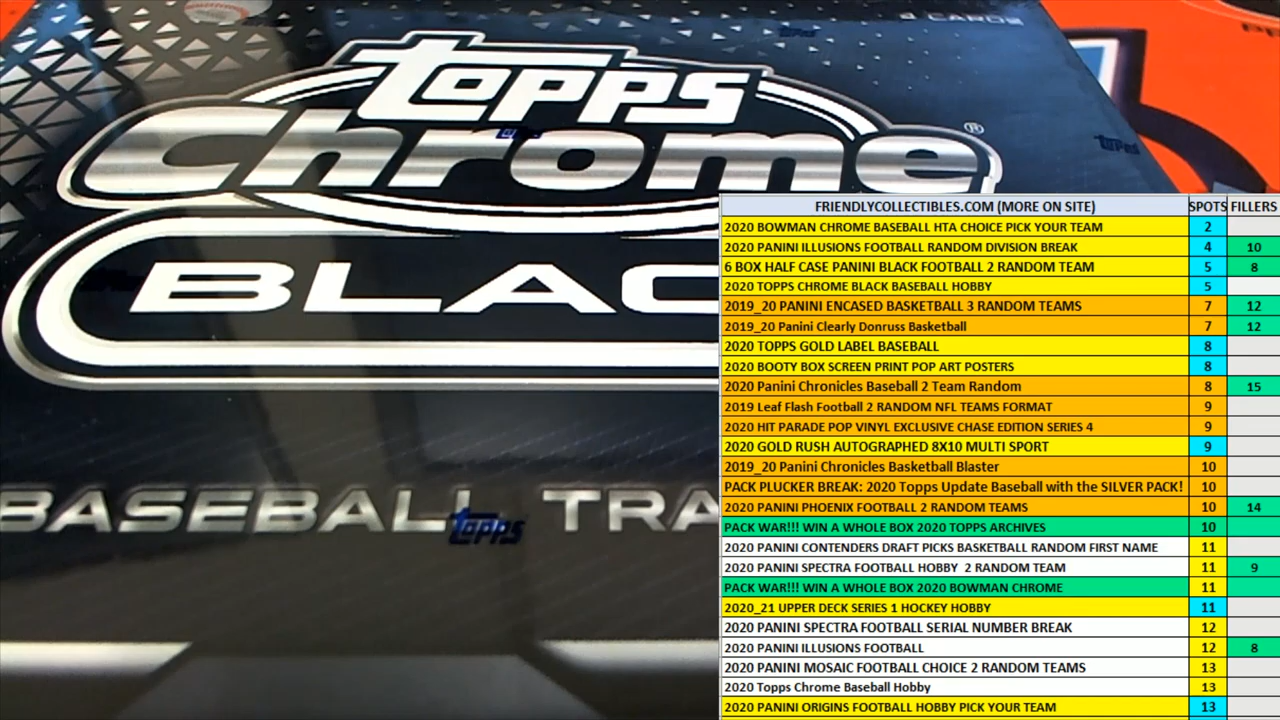 3 CARDS
topps
Chrome®
BLAC
BASEBALL TRA
topps
topps
topps
FRIENDLYCOLLECTIBLES.COM (MORE ON SITE) SPOTS FILLERS
2020 BOWMAN CHROME BASEBALL HTA CHOICE PICK YOUR TEAM 2
2020 PANINI ILLUSIONS FOOTBALL RANDOM DIVISION BREAK 4 10
6 BOX HALF CASE PANINI BLACK FOOTBALL 2 RANDOM TEAM 5 8
2020 TOPPS CHROME BLACK BASEBALL HOBBY 5
2019_20 PANINI ENCASED BASKETBALL 3 RANDOM TEAMS 7 12
2019_20 Panini Clearly Donruss Basketball 7 12
2020 TOPPS GOLD LABEL BASEBALL 8
2020 BOOTY BOX SCREEN PRINT POP ART POSTERS 8
2020 Panini Chronicles Baseball 2 Team Random 8 15
2019 Leaf Flash Football 2 RANDOM NFL TEAMS FORMAT 9
2020 HIT PARADE POP VINYL EXCLUSIVE CHASE EDITION SERIES 4 9
2020 GOLD RUSH AUTOGRAPHED 8X10 MULTI SPORT 9
2019_20 Panini Chronicles Basketball Blaster 10
PACK PLUCKER BREAK: 2020 Topps Update Baseball with the SILVER PACK! 10
2020 PANINI PHOENIX FOOTBALL 2 RANDOM TEAMS 10 14
PACK WAR!!! WIN A WHOLE BOX 2020 TOPPS ARCHIVES 10
2020 PANINI CONTENDERS DRAFT PICKS BASKETBALL RANDOM FIRST NAME 11
2020 PANINI SPECTRA FOOTBALL HOBBY 2 RANDOM TEAM 11 9
PACK WAR!!! WIN A WHOLE BOX 2020 BOWMAN CHROME 11
2020_21 UPPER DECK SERIES 1 HOCKEY HOBBY 11
2020 PANINI SPECTRA FOOTBALL SERIAL NUMBER BREAK 12
2020 PANINI ILLUSIONS FOOTBALL 12 8
2020 PANINI MOSAIC FOOTBALL CHOICE 2 RANDOM TEAMS 13
2020 Topps Chrome Baseball Hobby 13
2020 PANINI ORIGINS FOOTBALL HOBBY PICK YOUR TEAM 13